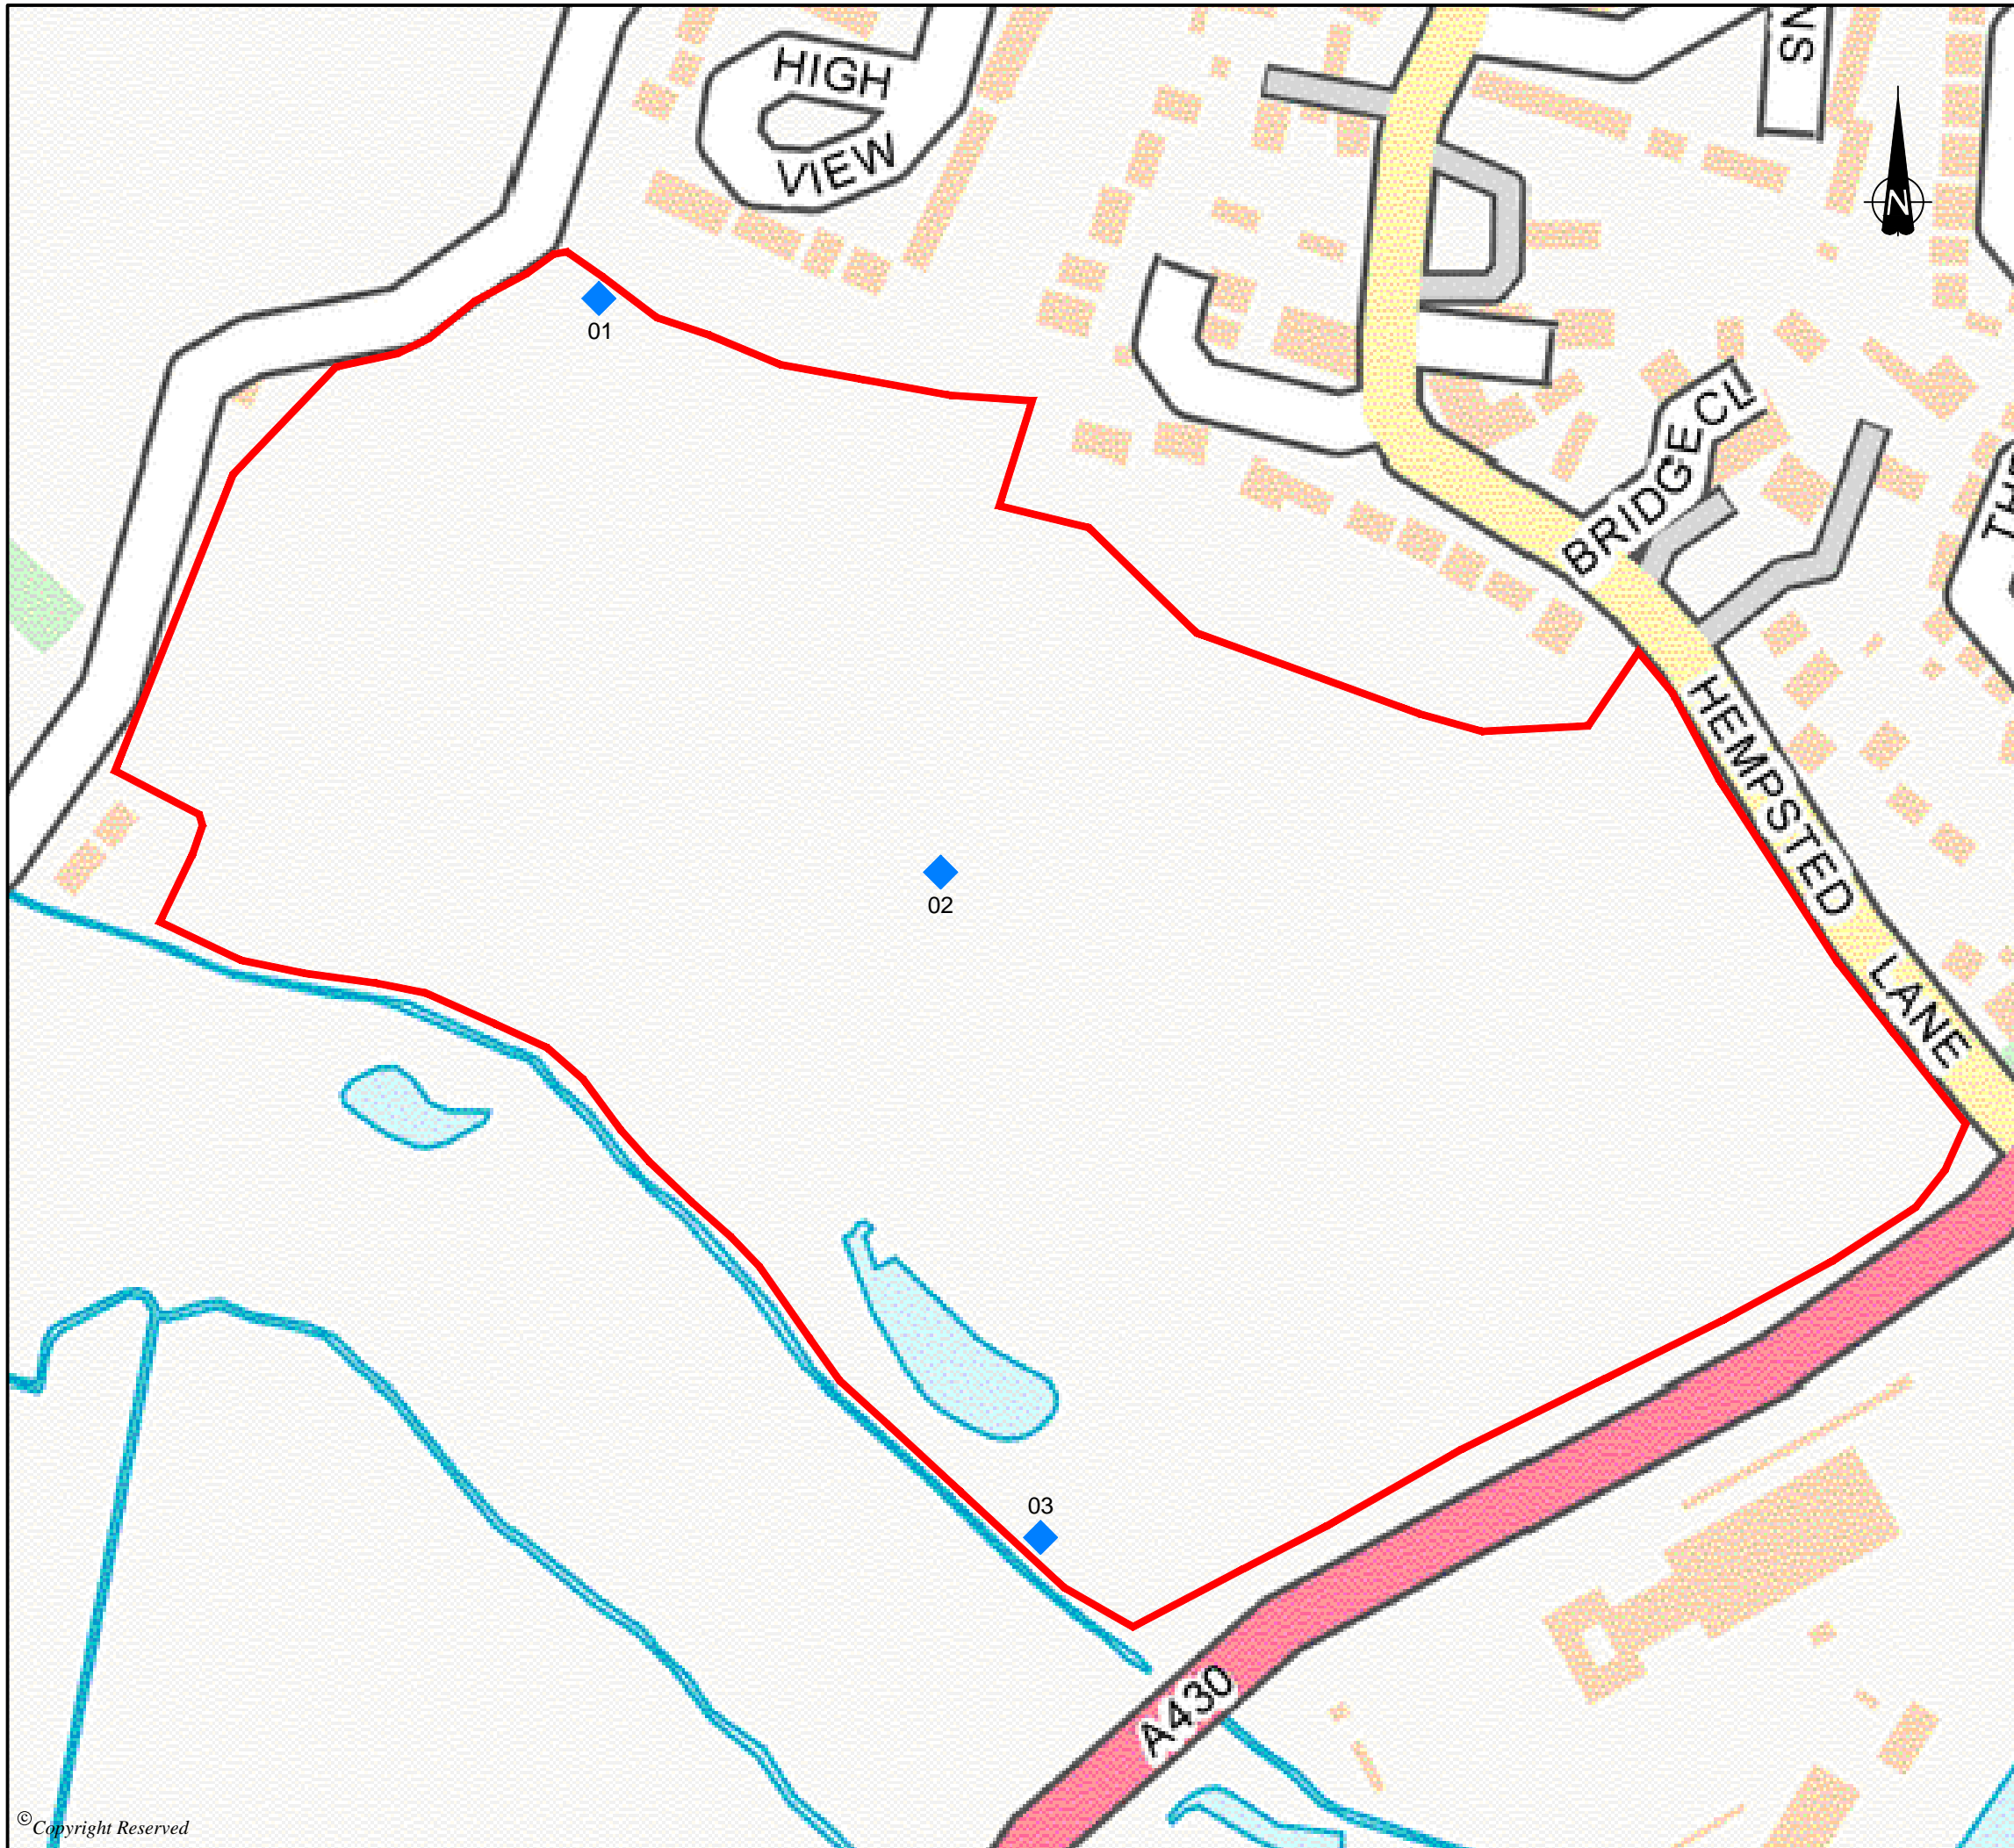 HIGH
VIEW
N
01
BRIDGE CL
HEMPSTED LANE
02
03
A430
©Copyright Reserved